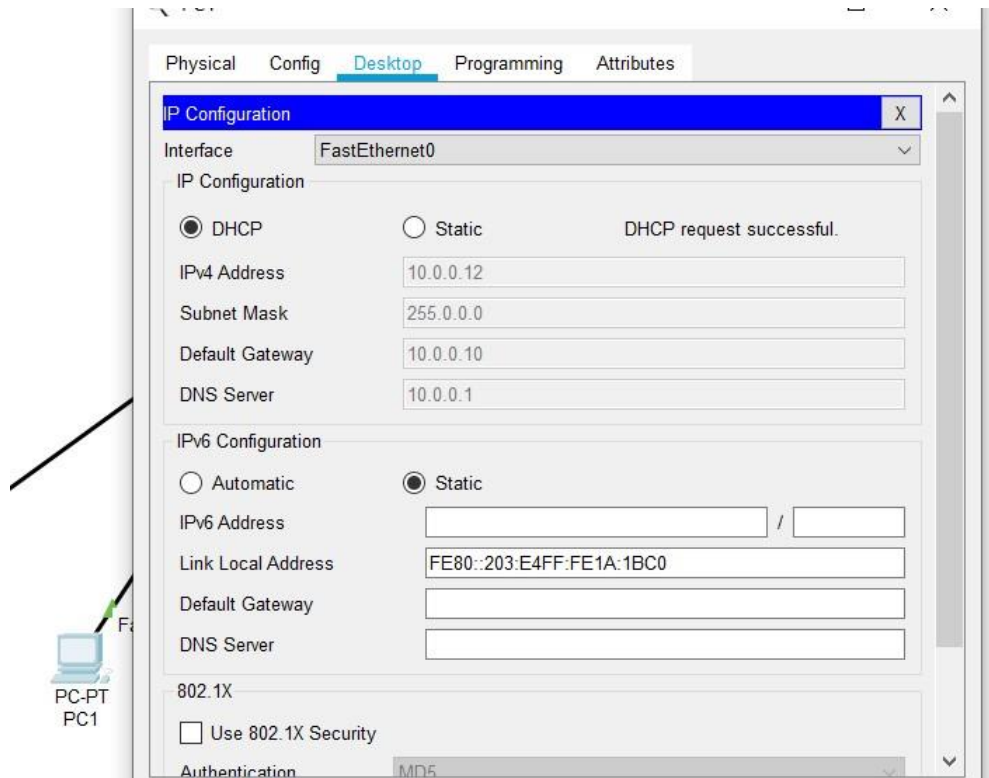 Physical Config Desktop Programming Attributes
IP Configuration X
Interface FastEthernet0
IP Configuration
DHCP Static DHCP request successful.
IPv4 Address 10.0.0.12
Subnet Mask 255.0.0.0
Default Gateway 10.0.0.10
DNS Server 10.0.0.1
IPv6 Configuration
Automatic Static
IPv6 Address /
Link Local Address FE80::203:E4FF:FE1A:1BC0
Default Gateway
Fa
DNS Server
PC-PT
PC1
802.1X
Use 802.1X Security
Authentication MD5